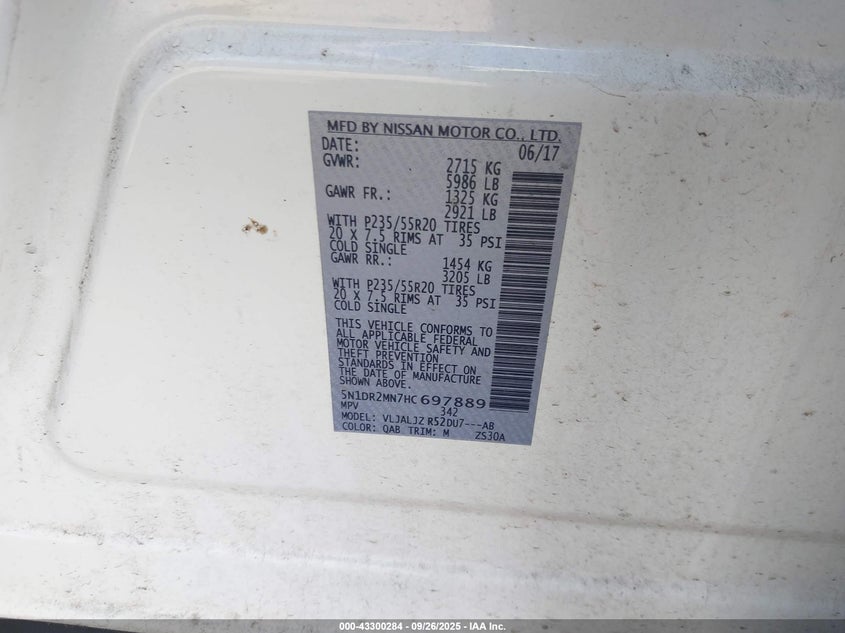 MFD BY NISSAN MOTOR CO., LTD.
DATE: 06/17
GVWR: 2715 KG
5986 LB
GAWR FR.: 1325 KG
2921 LB
WITH P235/55R20 TIRES
20 X 7.5 RIMS AT 35 PSI
COLD SINGLE
GAWR RR.: 1454 KG
3205 LB
WITH P235/55R20 TIRES
20 X 7.5 RIMS AT 35 PSI
COLD SINGLE
THIS VEHICLE CONFORMS TO
ALL APPLICABLE FEDERAL
MOTOR VEHICLE SAFETY AND
THEFT PREVENTION
STANDARDS IN EFFECT ON
THE DATE OF MANUFACTURE
SHOWN ABOVE.
5N1DR2MN7HC 697889
MPV 342
MODEL: VLJALJZ R52DU7---AB
COLOR: QAB TRIM: M ZS30A
000-43300284 - 09/26/2025 - IAA Inc.